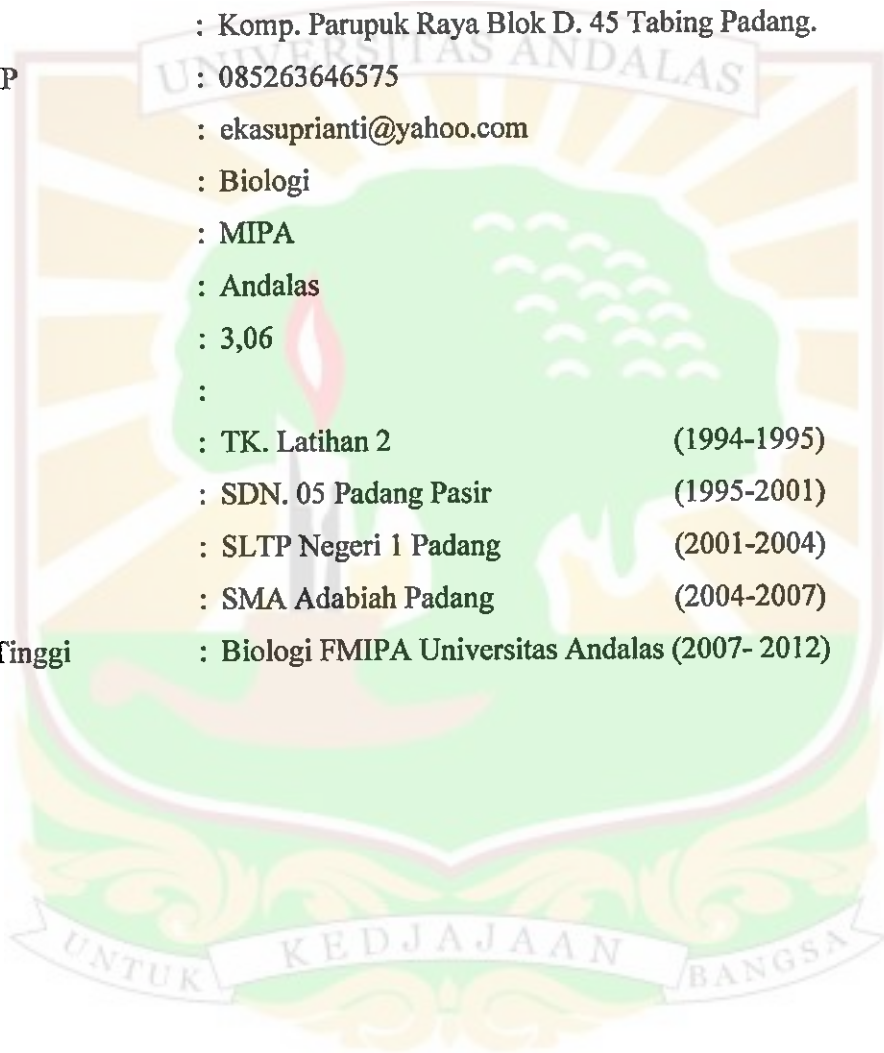 : Komp. Parupuk Raya Blok D. 45 Tabing Padang.
UNIVERSITAS ANDALAS
P : 085263646575
: ekasuprianti@yahoo.com
: Biologi
: MIPA
: Andalas
: 3,06
:
: TK. Latihan 2 (1994-1995)
: SDN. 05 Padang Pasir (1995-2001)
: SLTP Negeri 1 Padang (2001-2004)
: SMA Adabiah Padang (2004-2007)
Tinggi : Biologi FMIPA Universitas Andalas (2007- 2012)
UNTUK KEDJAJAAN BANGSA